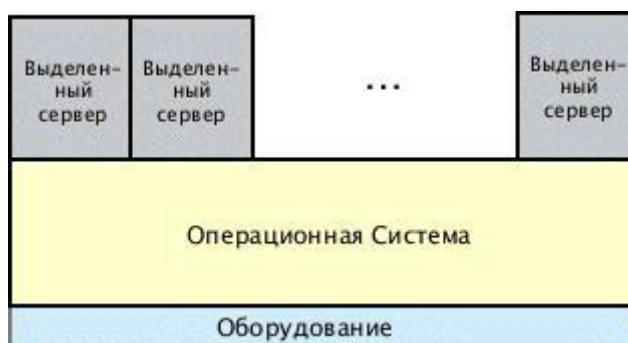 Выделен–
ный
сервер
Выделен–
ный
сервер
...
Выделен–
ный
сервер
Операционная Система
Оборудование